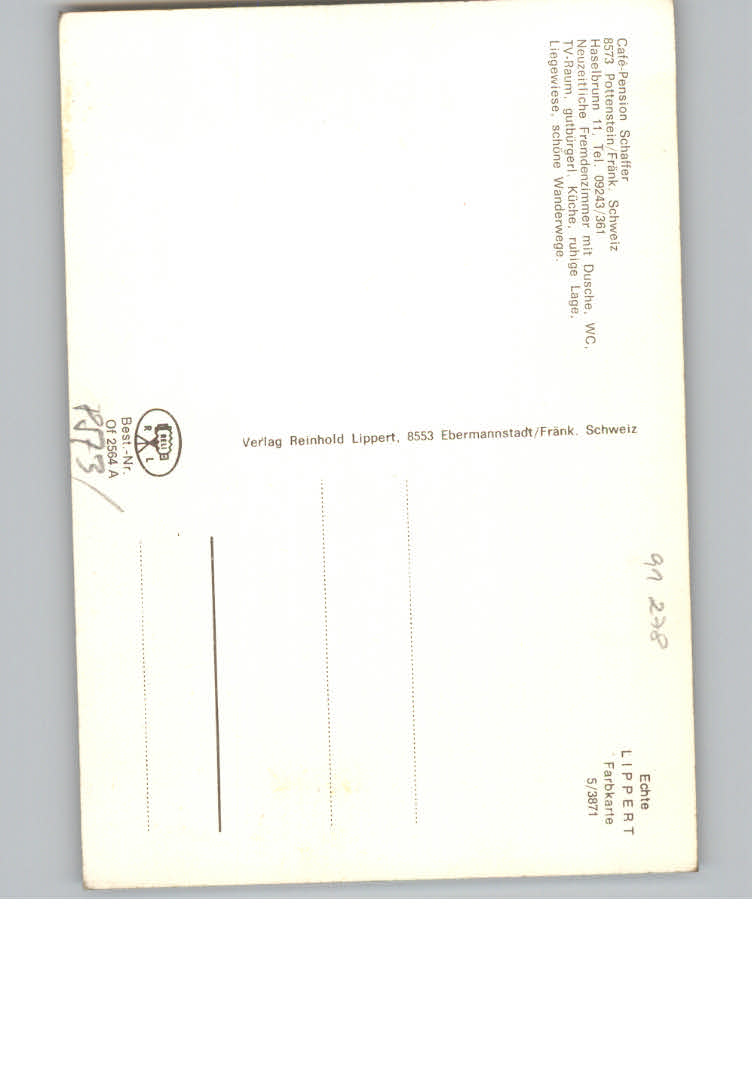 Café-Pension Schaffer
8573 Pottenstein/Fränk. Schweiz
Haselbrunn 11, Tel. 09243/361
Neuzeitliche Fremdenzimmer mit Dusche, WC,
TV-Raum, gutbürgerl. Küche, ruhige Lage,
Liegewiese, schöne Wanderwege.
Verlag Reinhold Lippert, 8553 Ebermannstadt/Fränk. Schweiz
91 278
Echte
LIPPERT
Farbkarte
5/3871
RELI
R L
Best.-Nr.
Of 2564 A
8573/